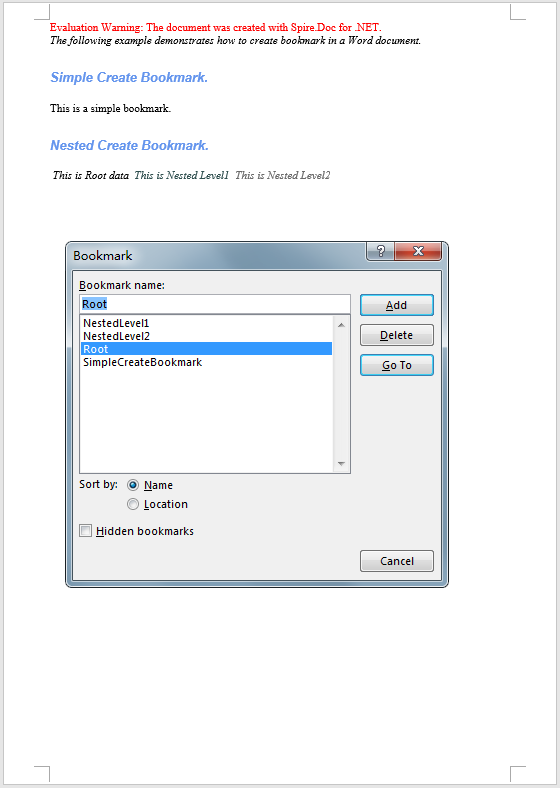 Evaluation Warning: The document was created with Spire.Doc for .NET.
The following example demonstrates how to create bookmark in a Word document.
Simple Create Bookmark.
This is a simple bookmark.
Nested Create Bookmark.
This is Root data This is Nested Level1 This is Nested Level2
Bookmark
?
Bookmark name:
Root
Add
NestedLevel1
NestedLevel2
Root
SimpleCreateBookmark
Delete
Go To
Sort by: Name
Location
Hidden bookmarks
Cancel